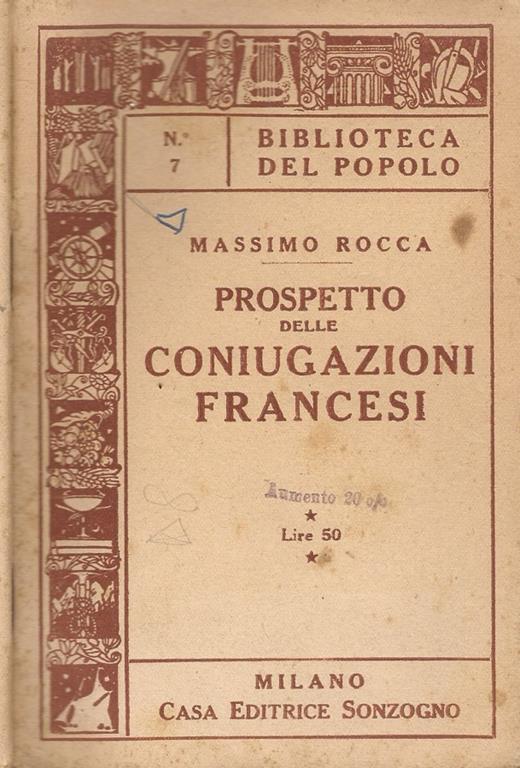 N.° 
7
BIBLIOTECA
DEL POPOLO
MASSIMO ROCCA
PROSPETTO
DELLE
CONIUGAZIONI
FRANCESI
Aumento 20 o/o
Lire 50
MILANO
CASA EDITRICE SONZOGNO